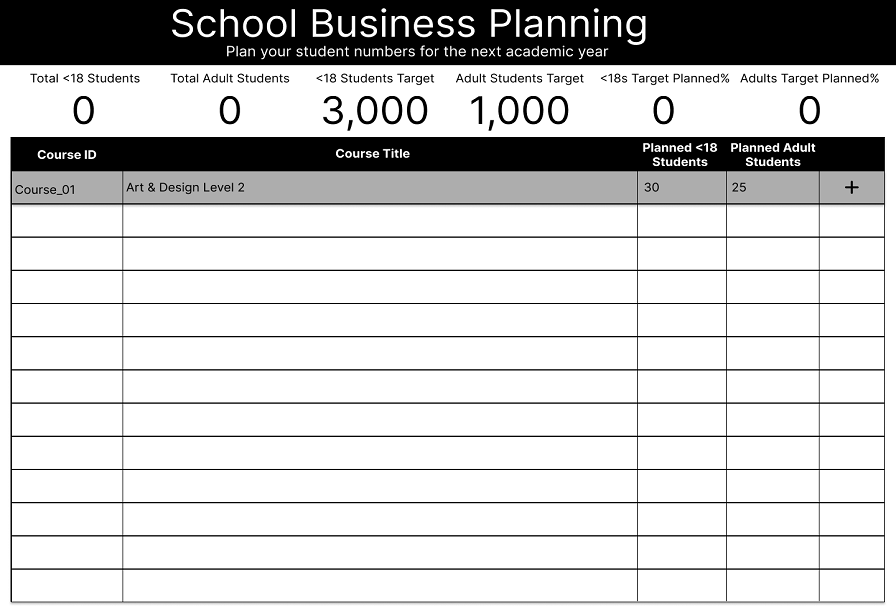 School Business Planning
Plan your student numbers for the next academic year
Total <18 Students Total Adult Students <18 Students Target Adult Students Target <18s Target Planned% Adults Target Planned%
0 0 3,000 1,000 0 0
Course ID Course Title Planned <18 Students Planned Adult Students
Course_01 Art & Design Level 2 30 25 +